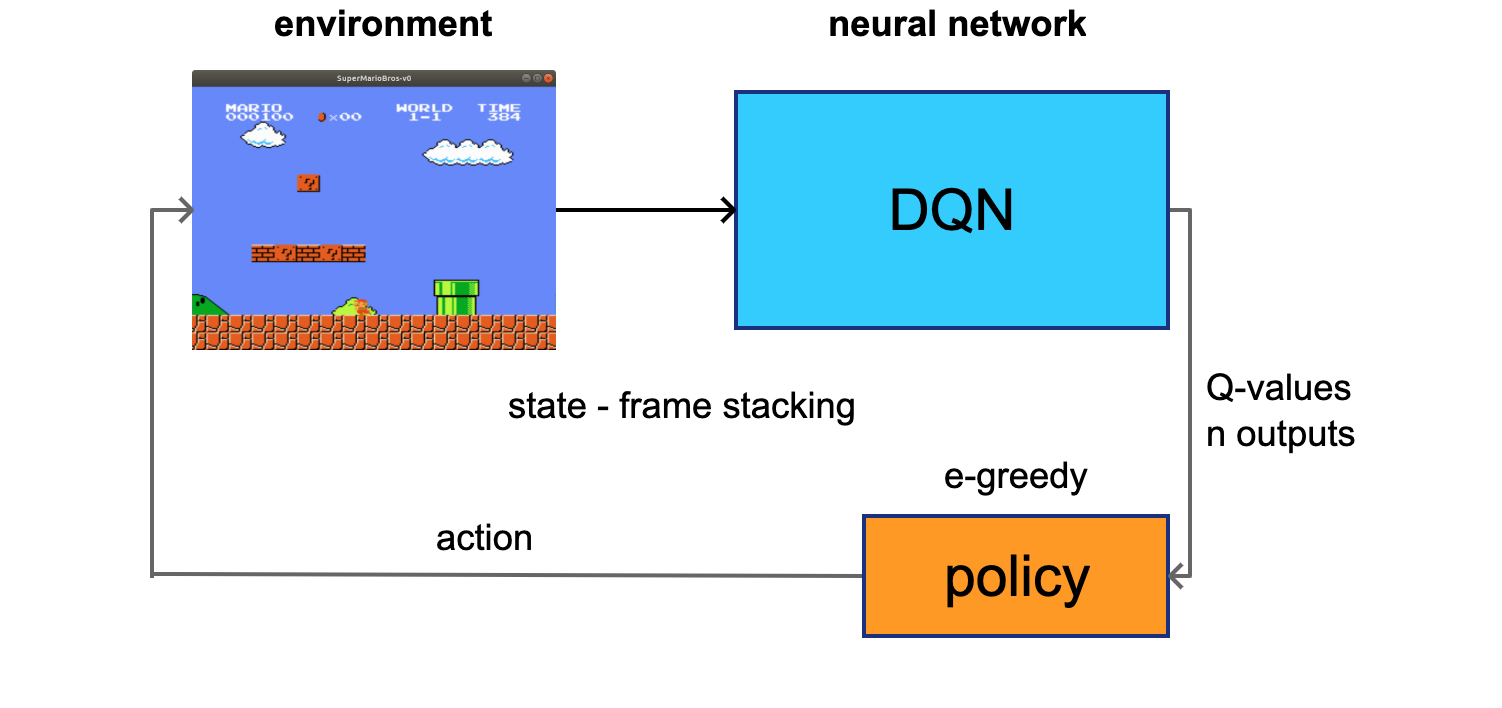 environment
neural network
SuperMarioBros-v0
MARIO WORLD TIME
000100 ×00 1-1 384
?
? ?
DQN
state - frame stacking
Q-values
n outputs
e-greedy
action
policy